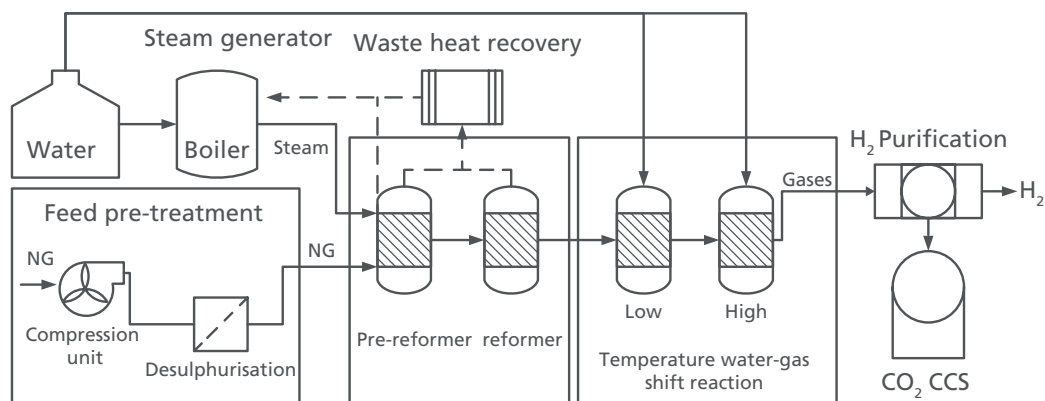 Steam generator
Waste heat recovery
Water
Boiler
Steam
H₂ Purification
Gases
H₂
Feed pre-treatment
NG
NG
Compression
unit
Desulphurisation
Pre-reformer
reformer
Low
High
Temperature water-gas
shift reaction
CO₂ CCS